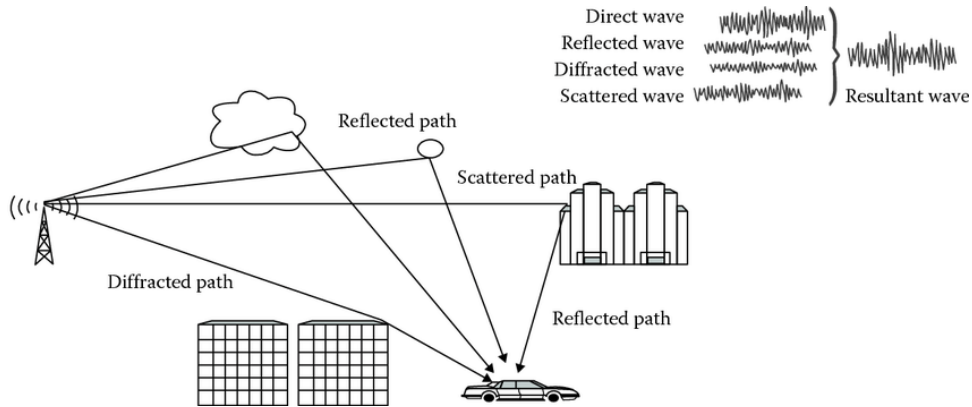 Direct wave
Reflected wave
Diffracted wave
Scattered wave
Resultant wave
Reflected path
Scattered path
Diffracted path
Reflected path